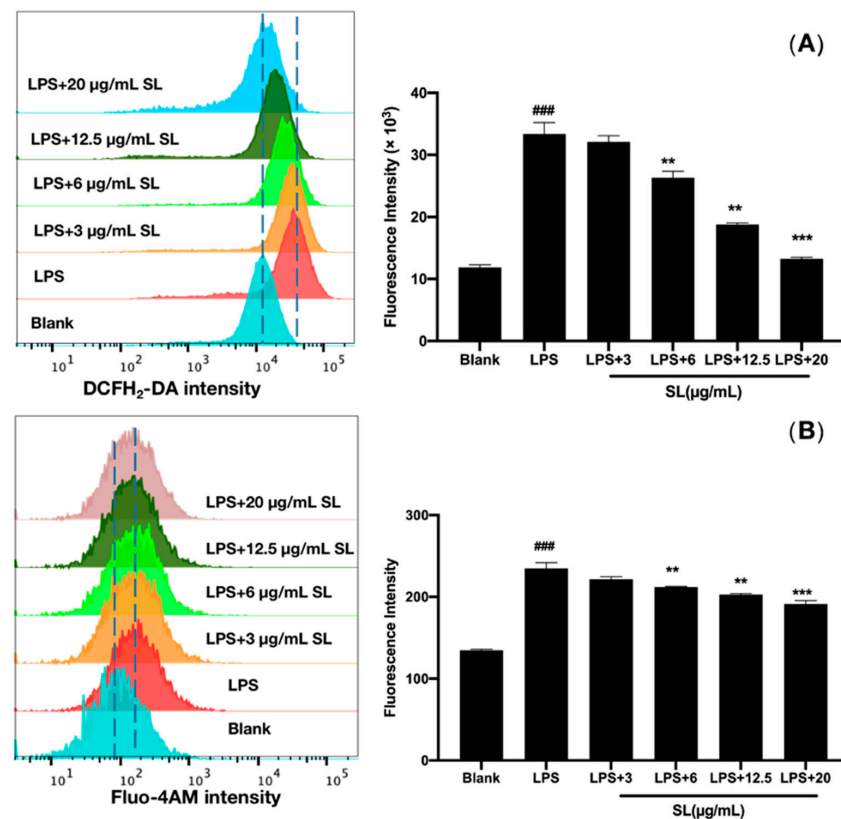 (A)
LPS+20 μg/mL SL
LPS+12.5 μg/mL SL
LPS+6 μg/mL SL
LPS+3 μg/mL SL
LPS
Blank
10¹ 10² 10³ 10⁴ 10⁵
DCFH₂-DA intensity
Fluorescence Intensity (× 10³)
40
30
20
10
0
###
**
**
***
Blank LPS LPS+3 LPS+6 LPS+12.5 LPS+20
SL(μg/mL)
(B)
LPS+20 μg/mL SL
LPS+12.5 μg/mL SL
LPS+6 μg/mL SL
LPS+3 μg/mL SL
LPS
Blank
10¹ 10² 10³ 10⁴ 10⁵
Fluo-4AM intensity
Fluorescence Intensity
300
200
100
0
###
**
**
***
Blank LPS LPS+3 LPS+6 LPS+12.5 LPS+20
SL(μg/mL)